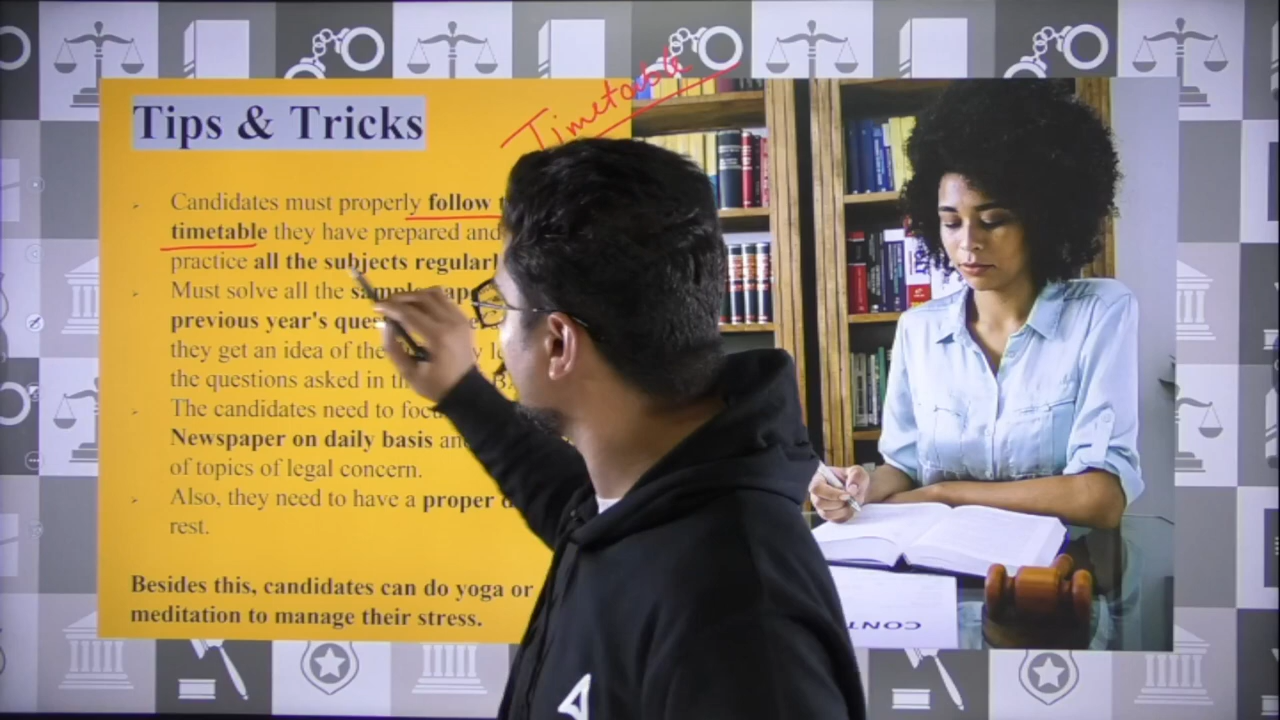 Timetable
Tips & Tricks
Candidates must properly follow
timetable they have prepared and
practice all the subjects
Must solve all the
previous year's
they get an idea of the
the questions asked in
The candidates need to
Newspaper on daily basis
of topics of legal concern.
Also, they need to have a proper
rest.
Besides this, candidates can do yoga or
meditation to manage their stress.